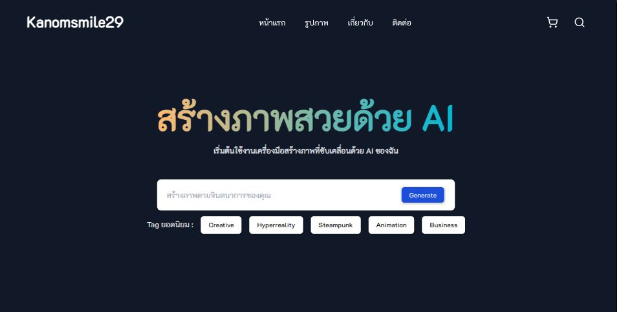 Kanomsmile29
หน้าแรก รูปภาพ เกี่ยวกับ ติดต่อ
สร้างภาพสวยด้วย AI
เริ่มต้นใช้งานเครื่องมือสร้างภาพที่ขับเคลื่อนด้วย AI ของฉัน
สร้างภาพตามจินตนาการของคุณ Generate
Tag ยอดนิยม : Creative Hyperreality Steampunk Animation Business